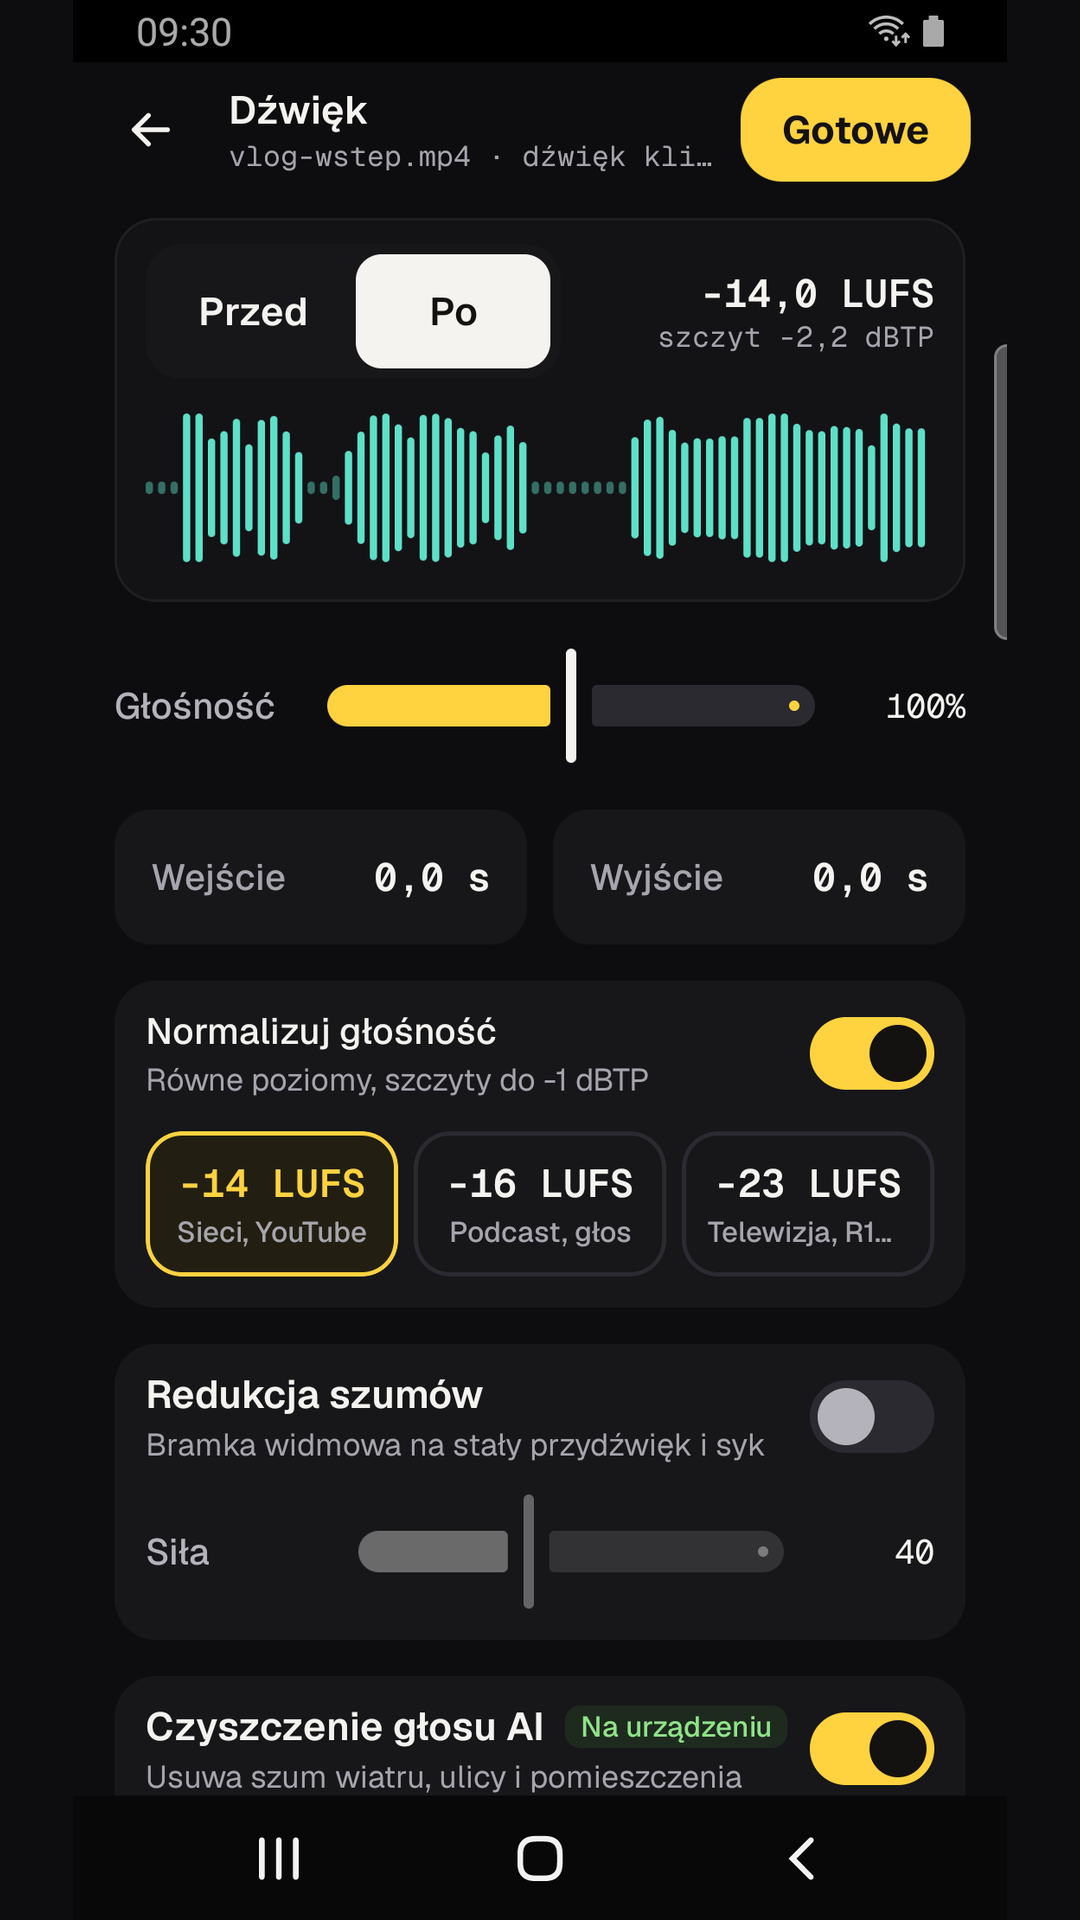 09:30
Dźwięk
vlog-wstep.mp4 · dźwięk kli…
Gotowe
Przed
Po
-14,0 LUFS
szczyt -2,2 dBTP
Głośność
100%
Wejście
0,0 s
Wyjście
0,0 s
Normalizuj głośność
Równe poziomy, szczyty do -1 dBTP
-14 LUFS
Sieci, YouTube
-16 LUFS
Podcast, głos
-23 LUFS
Telewizja, R1…
Redukcja szumów
Bramka widmowa na stały przydźwięk i syk
Siła
40
Czyszczenie głosu AI
Na urządzeniu
Usuwa szum wiatru, ulicy i pomieszczenia